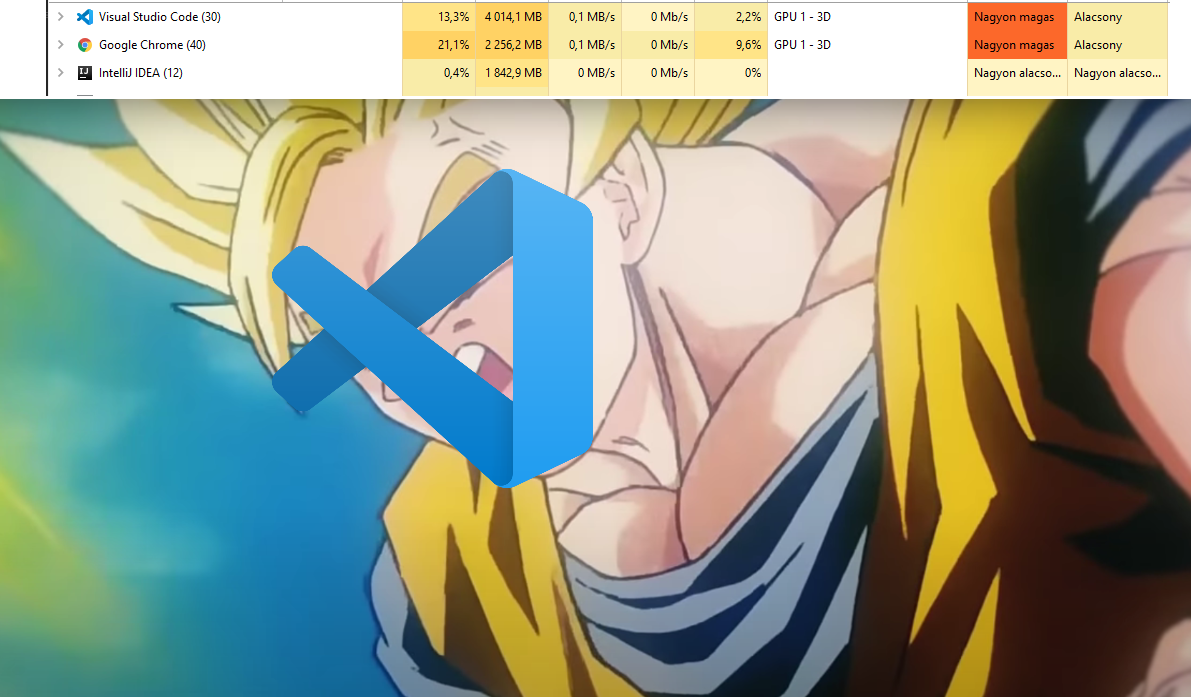 Visual Studio Code (30) 13,3% 4 014,1 MB 0,1 MB/s 0 Mb/s 2,2% GPU 1 - 3D Nagyon magas Alacsony
Google Chrome (40) 21,1% 2 256,2 MB 0,1 MB/s 0 Mb/s 9,6% GPU 1 - 3D Nagyon magas Alacsony
IntelliJ IDEA (12) 0,4% 1 842,9 MB 0 MB/s 0 Mb/s 0% Nagyon alacso... Nagyon alacso...